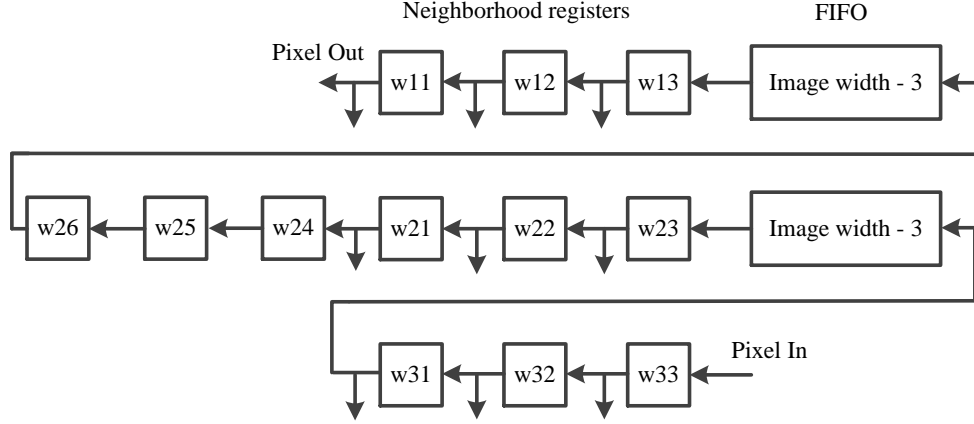 Neighborhood registers FIFO
Pixel Out
w11 w12 w13 Image width - 3
w26 w25 w24 w21 w22 w23 Image width - 3
Pixel In
w31 w32 w33